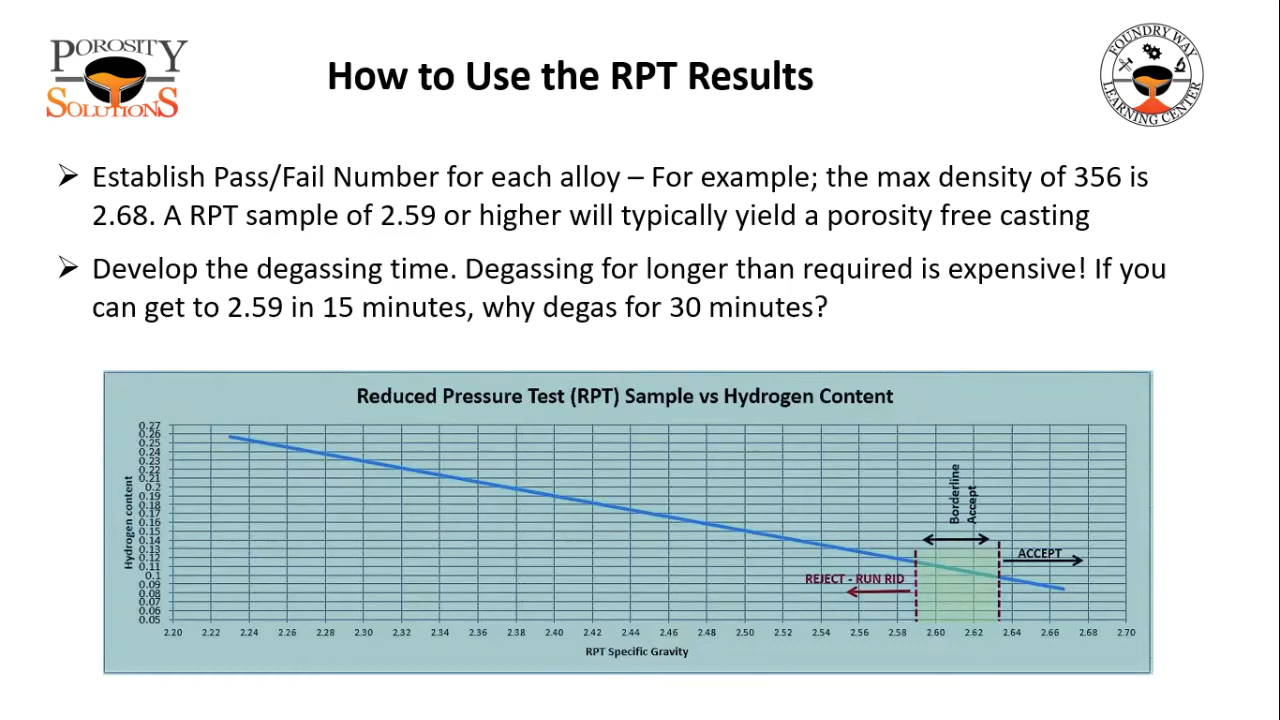 POROSITY
SOLUTIONS
How to Use the RPT Results
FOUNDRY WAY
LEARNING CENTER
➢ Establish Pass/Fail Number for each alloy – For example; the max density of 356 is
2.68. A RPT sample of 2.59 or higher will typically yield a porosity free casting
➢ Develop the degassing time. Degassing for longer than required is expensive! If you
can get to 2.59 in 15 minutes, why degas for 30 minutes?
Reduced Pressure Test (RPT) Sample vs Hydrogen Content
Hydrogen content
0.27
0.26
0.25
0.24
0.23
0.22
0.21
0.2
0.19
0.18
0.17
0.16
0.15
0.14
0.13
0.12
0.11
0.1
0.09
0.08
0.07
0.06
0.05
Borderline
Accept
ACCEPT
REJECT - RUN RID
2.20 2.22 2.24 2.26 2.28 2.30 2.32 2.34 2.36 2.38 2.40 2.42 2.44 2.46 2.48 2.50 2.52 2.54 2.56 2.58 2.60 2.62 2.64 2.66 2.68 2.70
RPT Specific Gravity